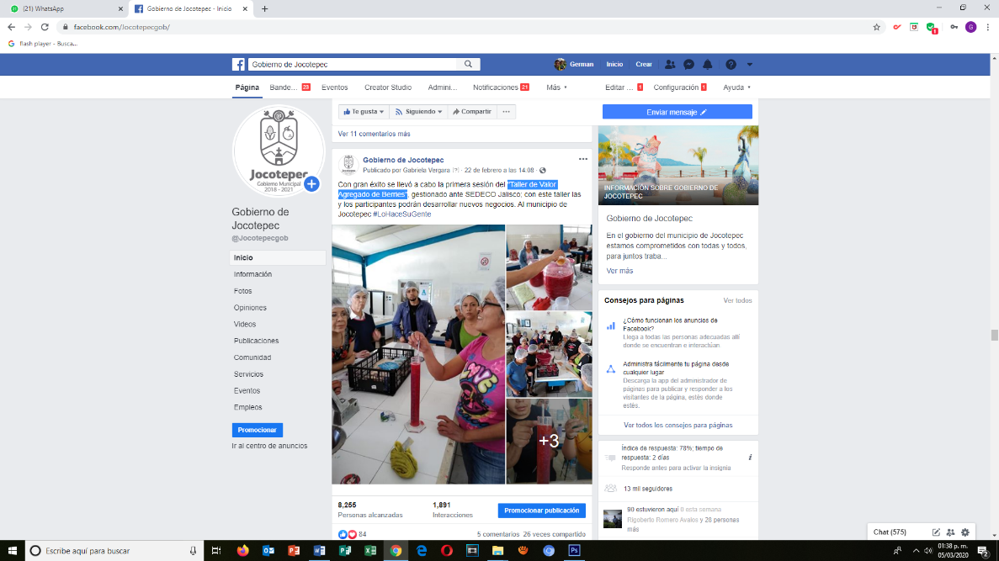 (21) WhatsApp
Gobierno de Jocotepec - Inicio
facebook.com/Jocotepecgob/
flash player - Busca...
Gobierno de Jocotepec
German
Inicio
Crear
Página
Bande... 23
Eventos
Creator Studio
Admini...
Notificaciones 21
Más
Editar ... 1
Configuración 1
Ayuda
Jocotepec
Gobierno Municipal
2018 - 2021
Gobierno de
Jocotepec
@Jocotepecgob
Inicio
Información
Fotos
Opiniones
Videos
Publicaciones
Comunidad
Servicios
Eventos
Empleos
Promocionar
Ir al centro de anuncios
Te gusta
Siguiendo
Compartir
Ver 11 comentarios más
Gobierno de Jocotepec
Publicado por Gabriela Vergara [?] · 22 de febrero a las 14:08 ·
Con gran éxito se llevó a cabo la primera sesión del "Taller de Valor
Agregado de Berries", gestionado ante SEDECO Jalisco; con este taller las
y los participantes podrán desarrollar nuevos negocios. Al municipio de
Jocotepec #LoHaceSuGente
+3
8,255
Personas alcanzadas
1,891
Interacciones
Promocionar publicación
84
5 comentarios 26 veces compartido
Enviar mensaje
INFORMACIÓN SOBRE GOBIERNO DE
JOCOTEPEC
Gobierno de Jocotepec
En el gobierno del municipio de Jocotepec
estamos comprometidos con todas y todos,
para juntos traba...
Ver más
Consejos para páginas
Ver todos
¿Cómo funcionan los anuncios de
Facebook?
Llega a todas las personas adecuadas allí
donde se encuentran e interactúan
Administra fácilmente tu página desde
cualquier lugar
Descarga la app del administrador de
páginas para publicar y responder a los
visitantes de la página, estés donde
estés.
Ver todos los consejos para páginas
Índice de respuesta: 78%; tiempo de
respuesta: 2 días
Responde antes para activar la insignia
13 mil seguidores
90 estuvieron aquí 0 esta semana
Rigoberto Romero Avalos y 28 personas
más
Chat (575)
Escribe aquí para buscar
01:38 p. m.
05/03/2020